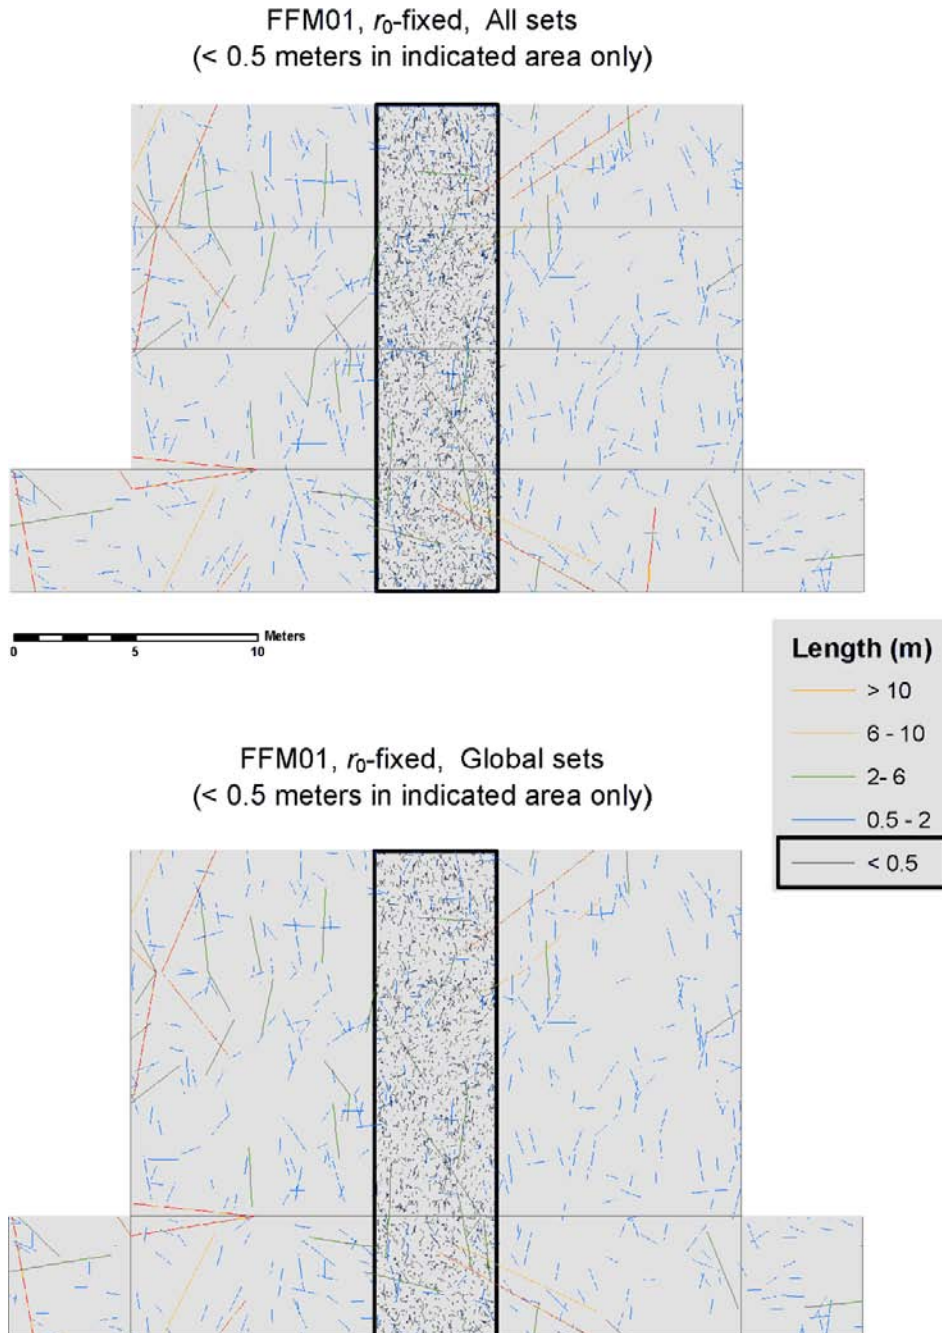 FFM01, r0-fixed, All sets
(< 0.5 meters in indicated area only)
Meters
0 5 10
Length (m)
> 10
6 - 10
2- 6
0.5 - 2
< 0.5
FFM01, r0-fixed, Global sets
(< 0.5 meters in indicated area only)